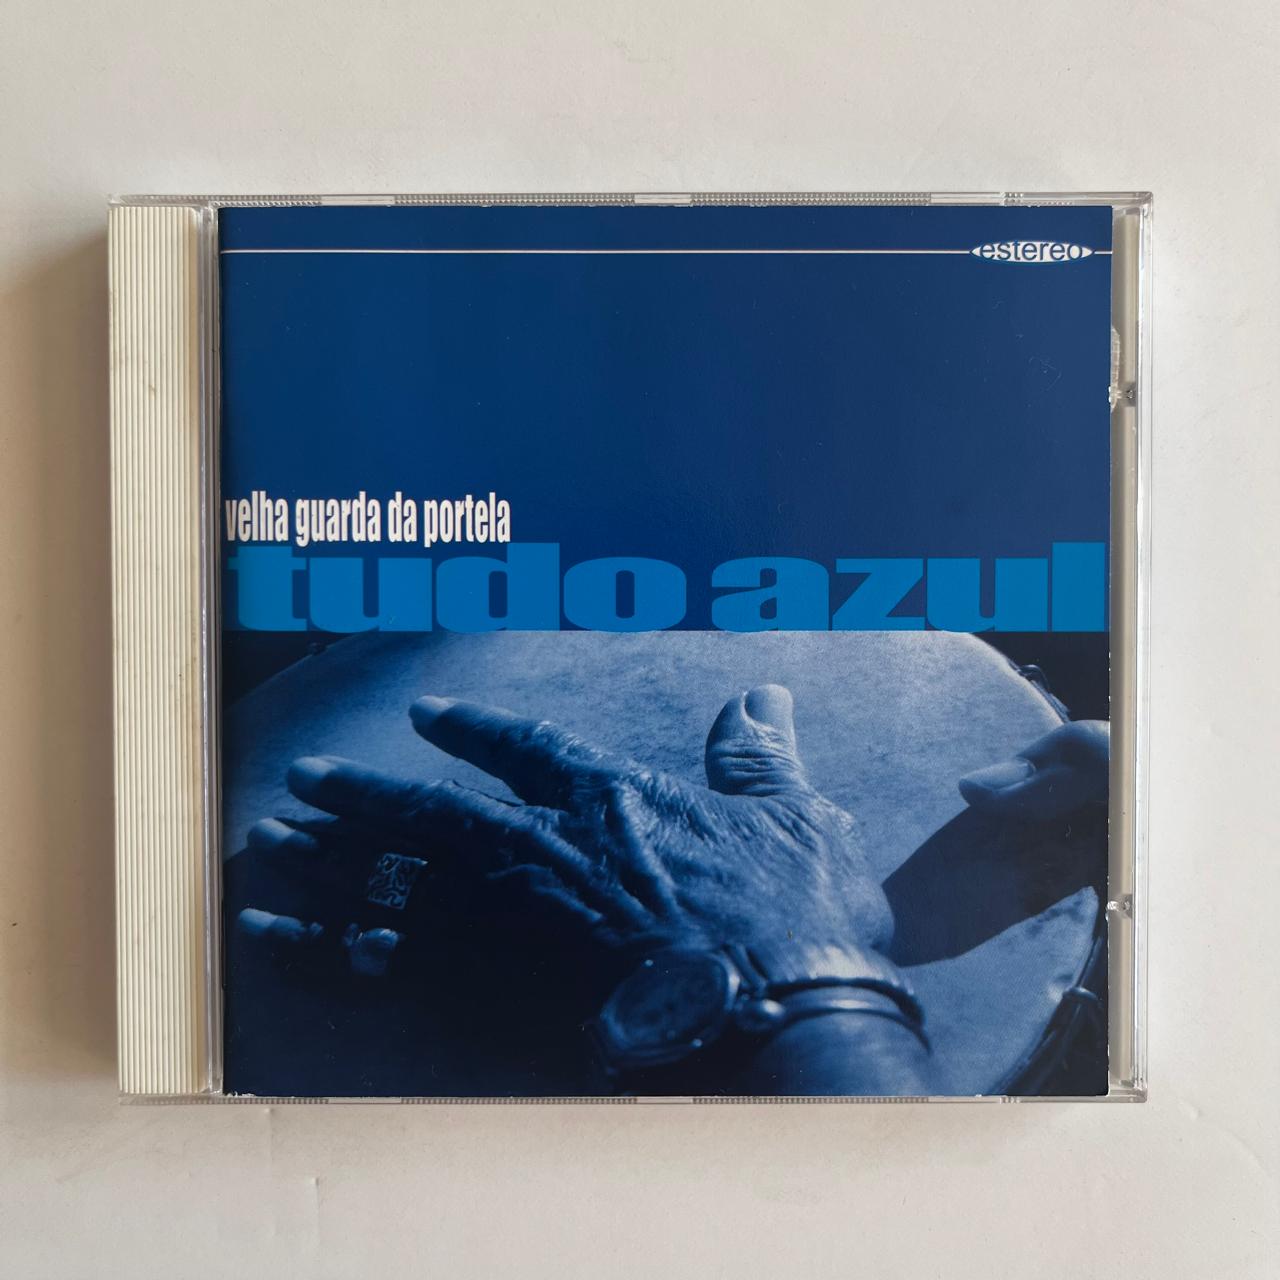 estereo
velha guarda da portela
tudo azul